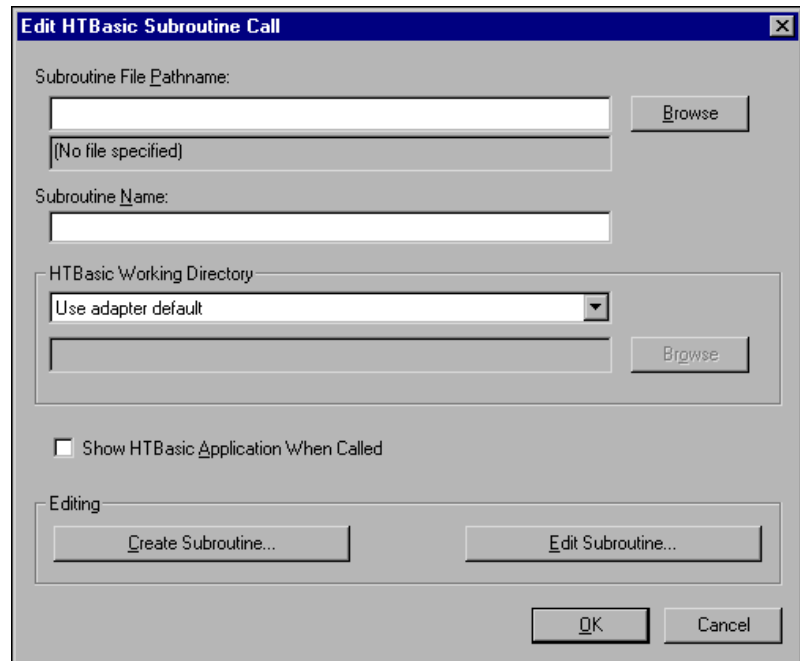 Edit HTBasic Subroutine Call
Subroutine File Pathname:
Browse
(No file specified)
Subroutine Name:
HTBasic Working Directory
Use adapter default
Browse
Show HTBasic Application When Called
Editing
Create Subroutine...
Edit Subroutine...
OK
Cancel